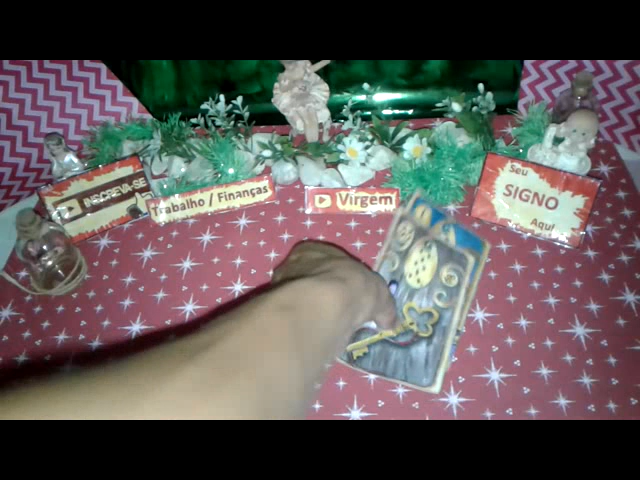 INSCREVA-SE
Trabalho / Finanças
Virgem
Seu
SIGNO
Aqui